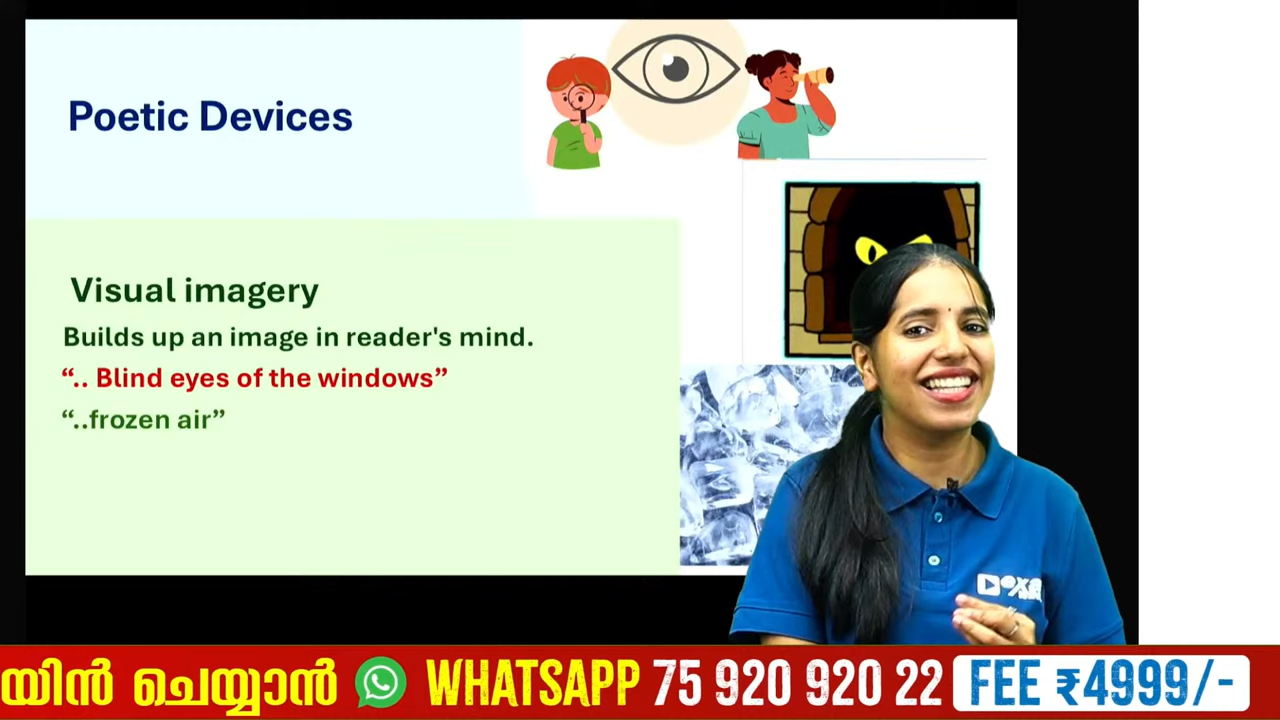 Poetic Devices
Visual imagery
Builds up an image in reader's mind.
“.. Blind eyes of the windows”
“..frozen air”
യിൻ ചെയ്യാൻ WHATSAPP 75 920 920 22 FEE ₹4999/-